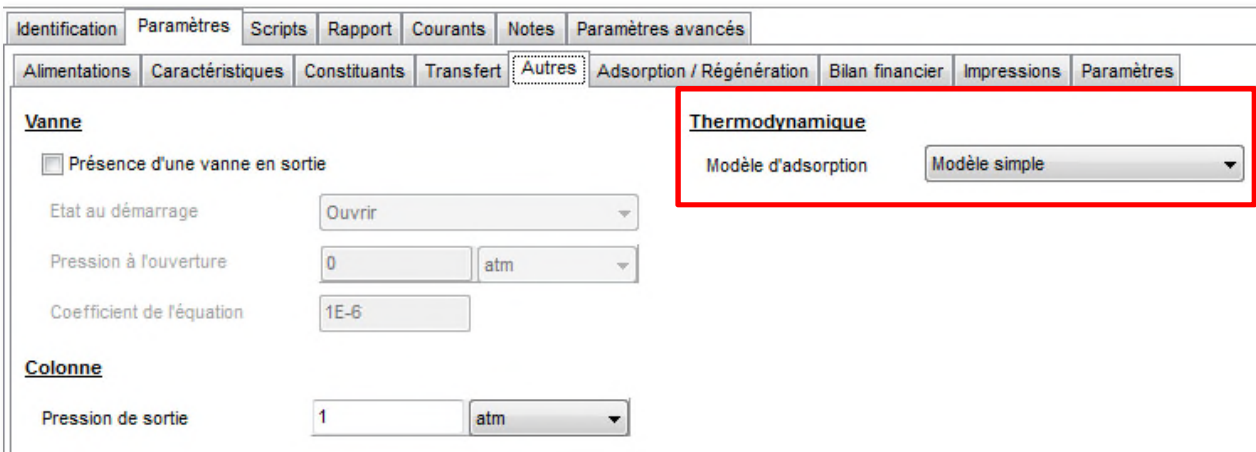 Identification Paramètres Scripts Rapport Courants Notes Paramètres avancés
Alimentations Caractéristiques Constituants Transfert Autres Adsorption / Régénération Bilan financier Impressions Paramètres
Vanne
Présence d'une vanne en sortie
Etat au démarrage Ouvrir
Pression à l'ouverture 0 atm
Coefficient de l'équation 1E-6
Colonne
Pression de sortie 1 atm
Thermodynamique
Modèle d'adsorption Modèle simple